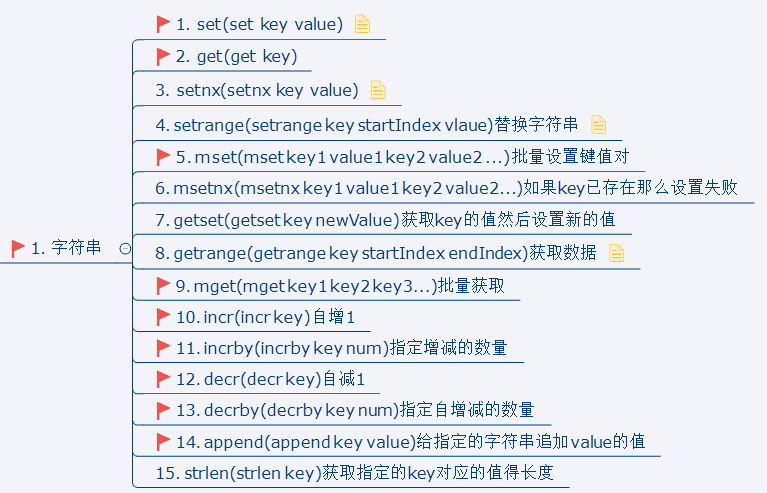 1. set(set key value)
2. get(get key)
3. setnx(setnx key value)
4. setrange(setrange key startIndex vlaue)替换字符串
5. mset(mset key1 value1 key2 value2 ...)批量设置键值对
6. msetnx(msetnx key1 value1 key2 value2...)如果key已存在那么设置失败
7. getset(getset key newValue)获取key的值然后设置新的值
1. 字符串
8. getrange(getrange key startIndex endIndex)获取数据
9. mget(mget key1 key2 key3...)批量获取
10. incr(incr key)自增1
11. incrby(incrby key num)指定增减的数量
12. decr(decr key)自减1
13. decrby(decrby key num)指定自增减的数量
14. append(append key value)给指定的字符串追加value的值
15. strlen(strlen key)获取指定的key对应的值得长度